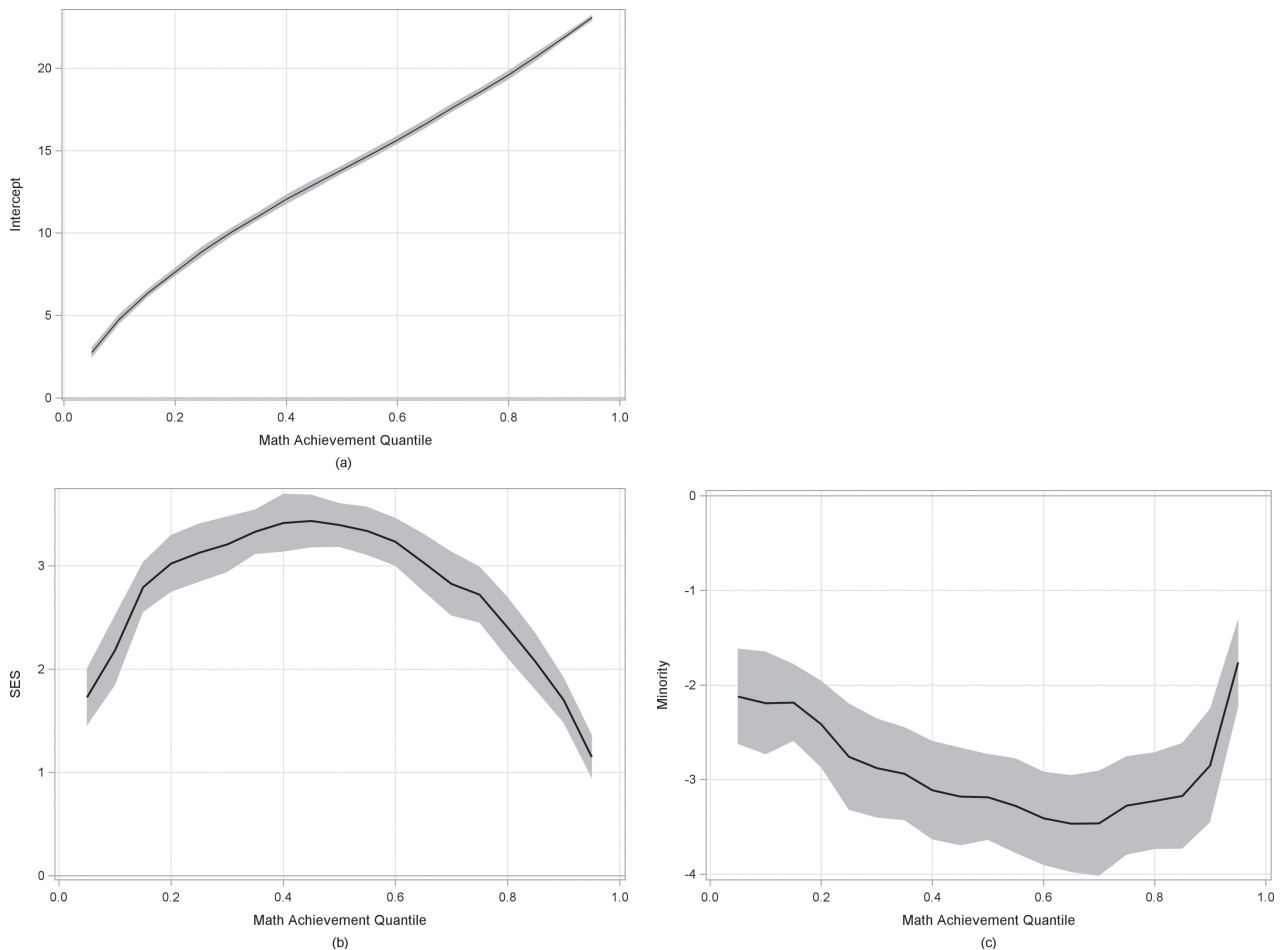 Intercept
20
15
10
5
0
0.0 0.2 0.4 0.6 0.8 1.0
Math Achievement Quantile
(a)
SES
3
2
1
0
0.0 0.2 0.4 0.6 0.8 1.0
Math Achievement Quantile
(b)
Minority
0
-1
-2
-3
-4
0.0 0.2 0.4 0.6 0.8 1.0
Math Achievement Quantile
(c)